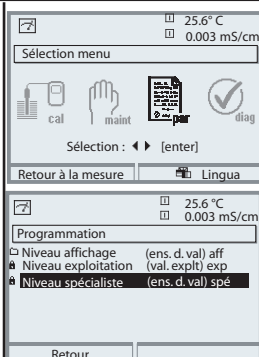 25.6° C
0.003 mS/cm
Sélection menu
cal maint par diag
Sélection : [enter]
Retour à la mesure Lingua
25.6 °C
0.003 mS/cm
Programmation
Niveau affichage (ens. d. val) aff
Niveau exploitation (val. explt) exp
Niveau spécialiste (ens. d. val) spé
Retour